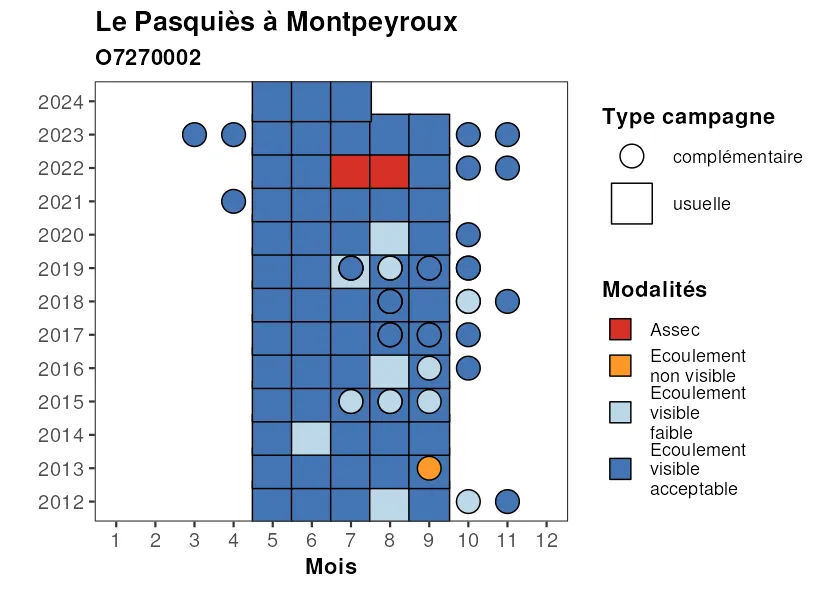 Le Pasquiès à Montpeyroux
O7270002
2024
2023
2022
2021
2020
2019
2018
2017
2016
2015
2014
2013
2012
1 2 3 4 5 6 7 8 9 10 11 12
Mois
Type campagne
complémentaire
usuelle
Modalités
Assec
Ecoulement
non visible
Ecoulement
visible
faible
Ecoulement
visible
acceptable